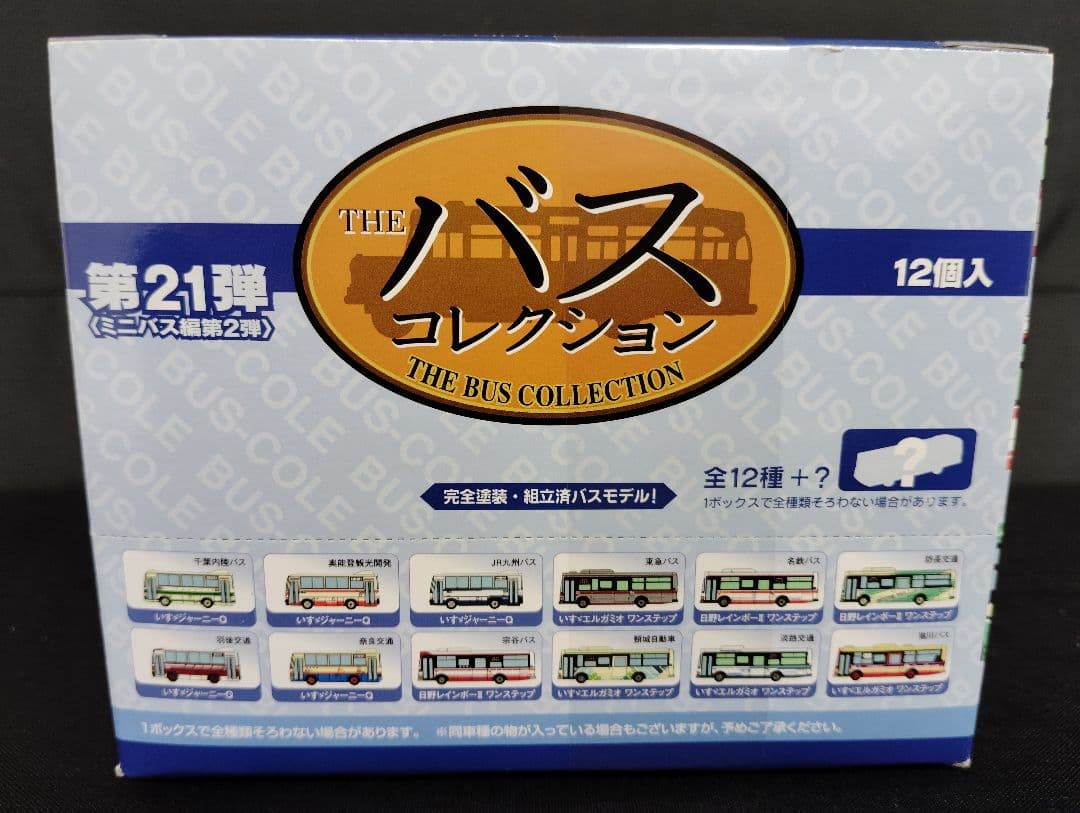 THE バス
コレクション
THE BUS COLLECTION
第21弾
〈ミニバス編第2弾〉
12個入
全12種+?
1ボックスで全種類そろわない場合があります。
完全塗装・組立済バスモデル!
千葉内陸バス
いすゞジャーニーQ
奥能登観光開発
いすゞジャーニーQ
JR九州バス
いすゞジャーニーQ
東急バス
いすゞエルガミオ ワンステップ
名鉄バス
日野レインボーⅡ ワンステップ
防長交通
日野レインボーⅡ ワンステップ
羽後交通
いすゞジャーニーQ
奈良交通
いすゞジャーニーQ
宗谷バス
日野レインボーⅡ ワンステップ
頸城自動車
いすゞエルガミオ ワンステップ
淡路交通
いすゞエルガミオ ワンステップ
いすゞエルガミオ ワンステップ
1ボックスで全種類そろわない場合があります。 ※同車種の物が入っている場合もございますが、予めご了承ください。